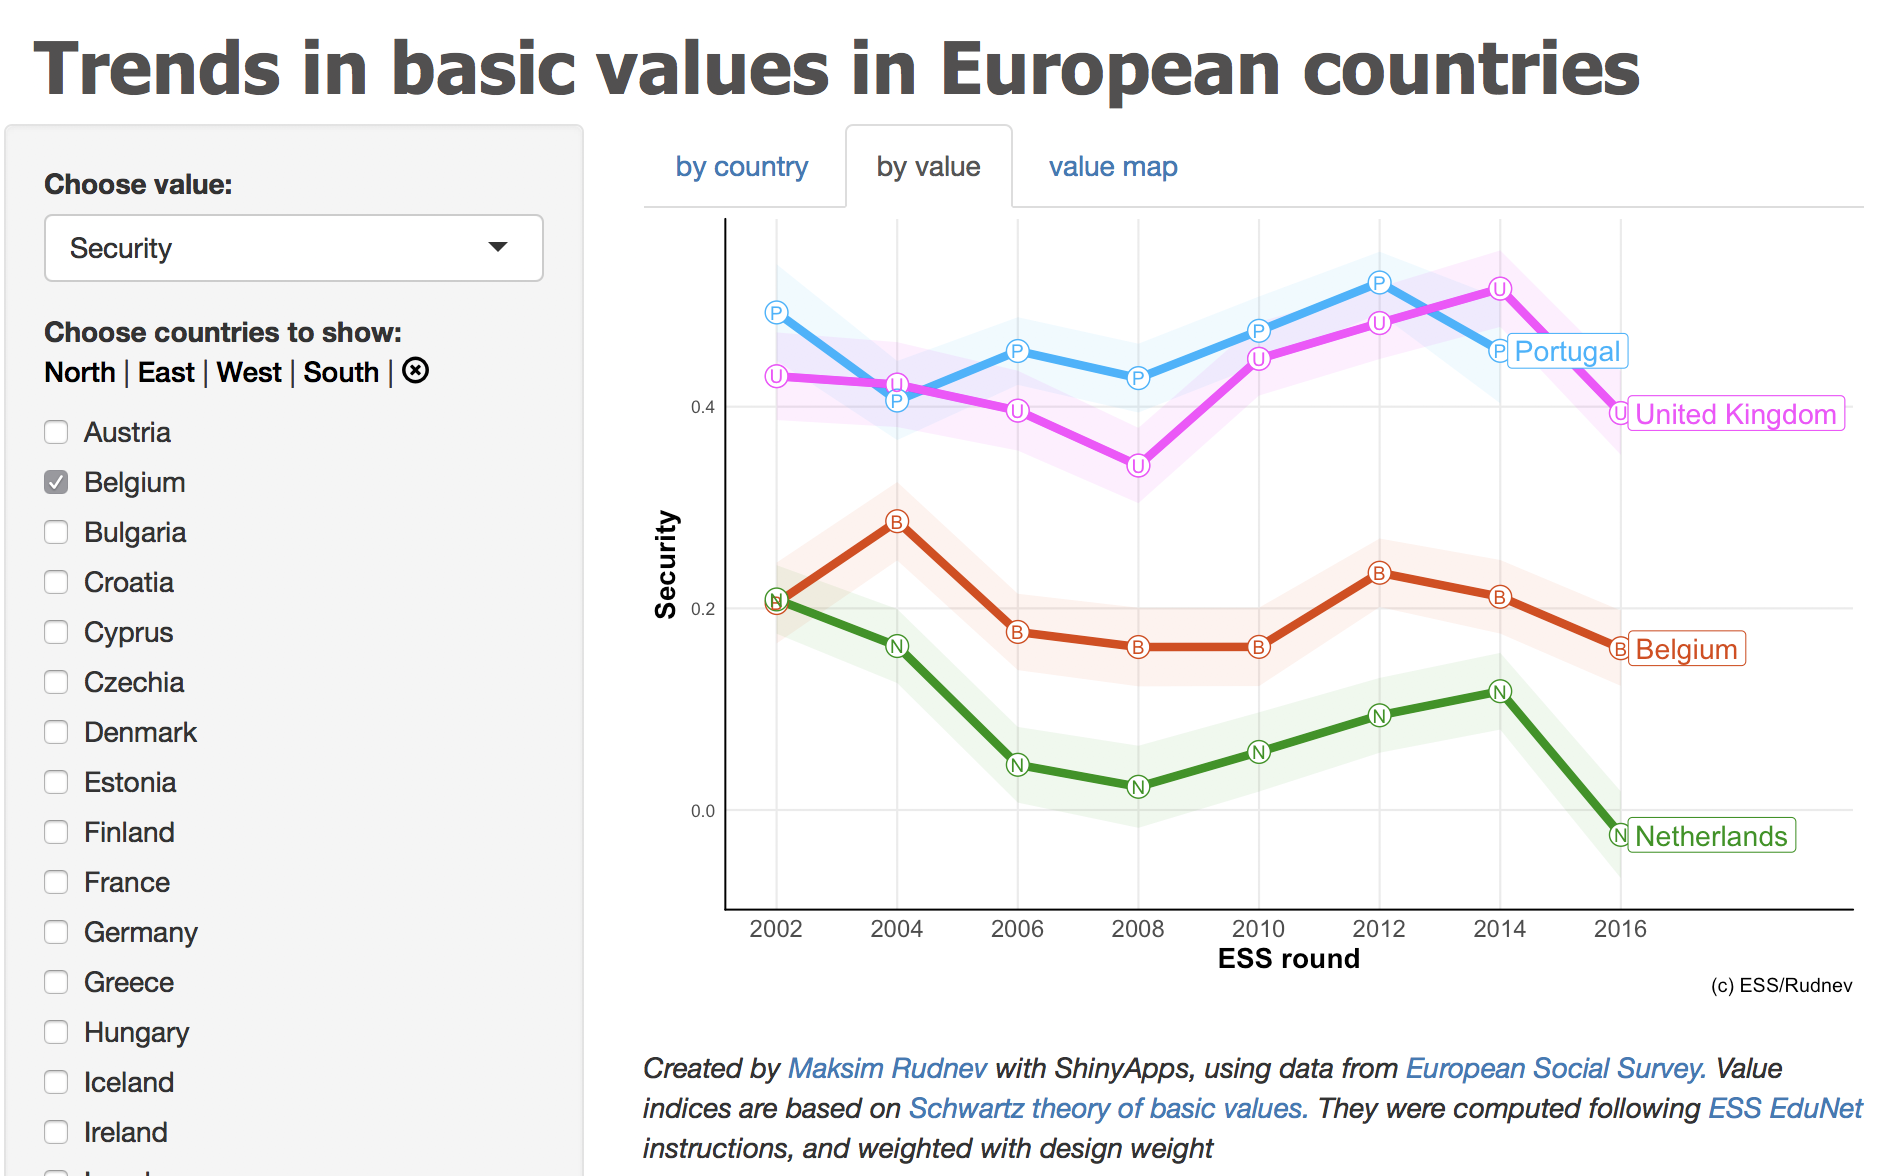 Trends in basic values in European countries
Choose value:
Security
Choose countries to show:
North | East | West | South |
Austria
Belgium
Bulgaria
Croatia
Cyprus
Czechia
Denmark
Estonia
Finland
France
Germany
Greece
Hungary
Iceland
Ireland
by country
by value
value map
Security
0.4
0.2
0.0
P
P
P
P
P
P
P
Portugal
U
U
U
U
U
U
U
U
United Kingdom
B
B
B
B
B
B
B
B
Belgium
N
N
N
N
N
N
N
N
Netherlands
2002 2004 2006 2008 2010 2012 2014 2016
ESS round
(c) ESS/Rudnev
Created by Maksim Rudnev with ShinyApps, using data from European Social Survey. Value
indices are based on Schwartz theory of basic values. They were computed following ESS EduNet
instructions, and weighted with design weight